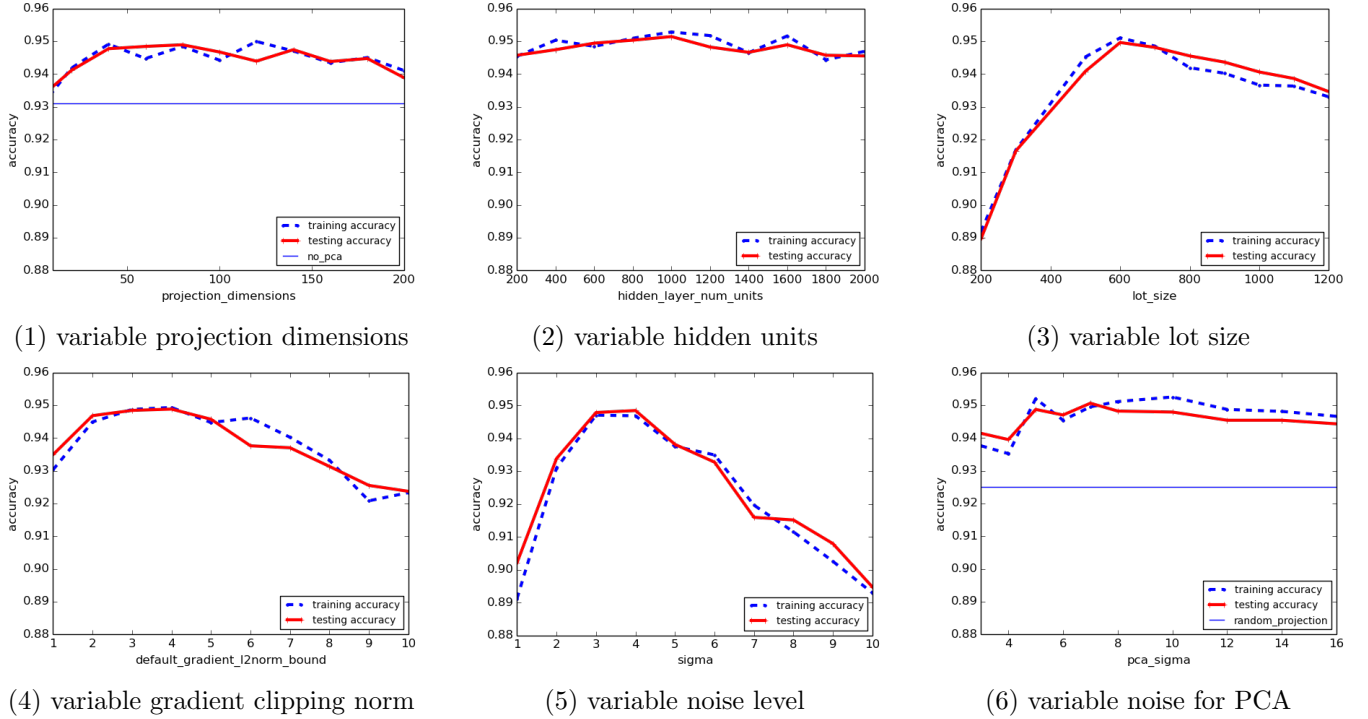 0.96
0.95
0.94
0.93
0.92
0.91
0.90
0.89
0.88
accuracy
training accuracy
testing accuracy
no_pca
50 100 150 200
projection_dimensions
(1) variable projection dimensions
0.96
0.95
0.94
0.93
0.92
0.91
0.90
0.89
0.88
accuracy
training accuracy
testing accuracy
200 400 600 800 1000 1200 1400 1600 1800 2000
hidden_layer_num_units
(2) variable hidden units
0.96
0.95
0.94
0.93
0.92
0.91
0.90
0.89
0.88
accuracy
training accuracy
testing accuracy
200 400 600 800 1000 1200
lot_size
(3) variable lot size
0.96
0.95
0.94
0.93
0.92
0.91
0.90
0.89
0.88
accuracy
training accuracy
testing accuracy
1 2 3 4 5 6 7 8 9 10
default_gradient_l2norm_bound
(4) variable gradient clipping norm
0.96
0.95
0.94
0.93
0.92
0.91
0.90
0.89
0.88
accuracy
training accuracy
testing accuracy
1 2 3 4 5 6 7 8 9 10
sigma
(5) variable noise level
0.96
0.95
0.94
0.93
0.92
0.91
0.90
0.89
0.88
accuracy
training accuracy
testing accuracy
random_projection
4 6 8 10 12 14 16
pca_sigma
(6) variable noise for PCA